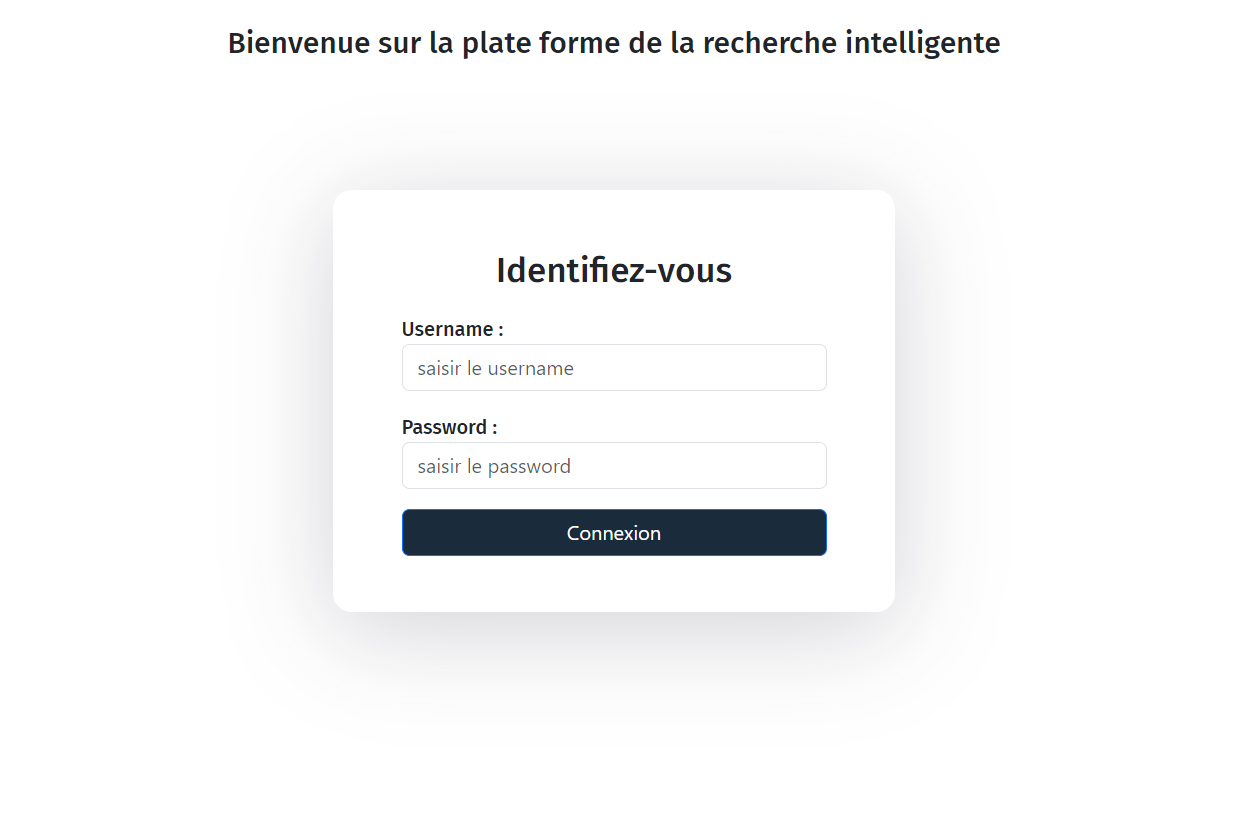 Bienvenue sur la plate forme de la recherche intelligente
Identifiez-vous
Username :
saisir le username
Password :
saisir le password
Connexion